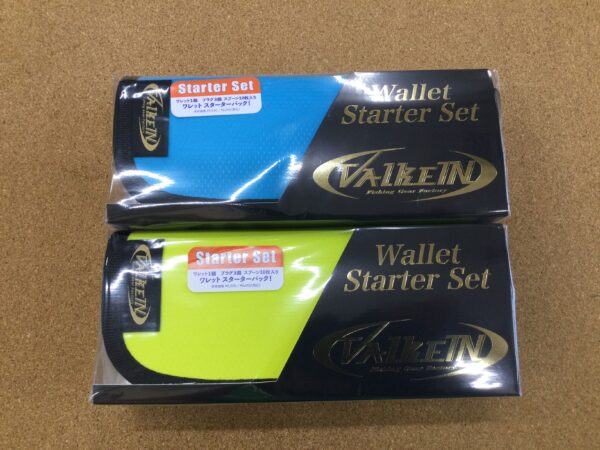 Starter Set
ワレット1個 プラグ3個 スプーン10枚入り
ワレット スターターパック!
VALKEIN
Wallet
Starter Set
VALKEIN
Fishing Gear Factory
Starter Set
ワレット1個 プラグ3個 スプーン10枚入り
ワレット スターターパック!
VALKEIN
Wallet
Starter Set
VALKEIN
Fishing Gear Factory